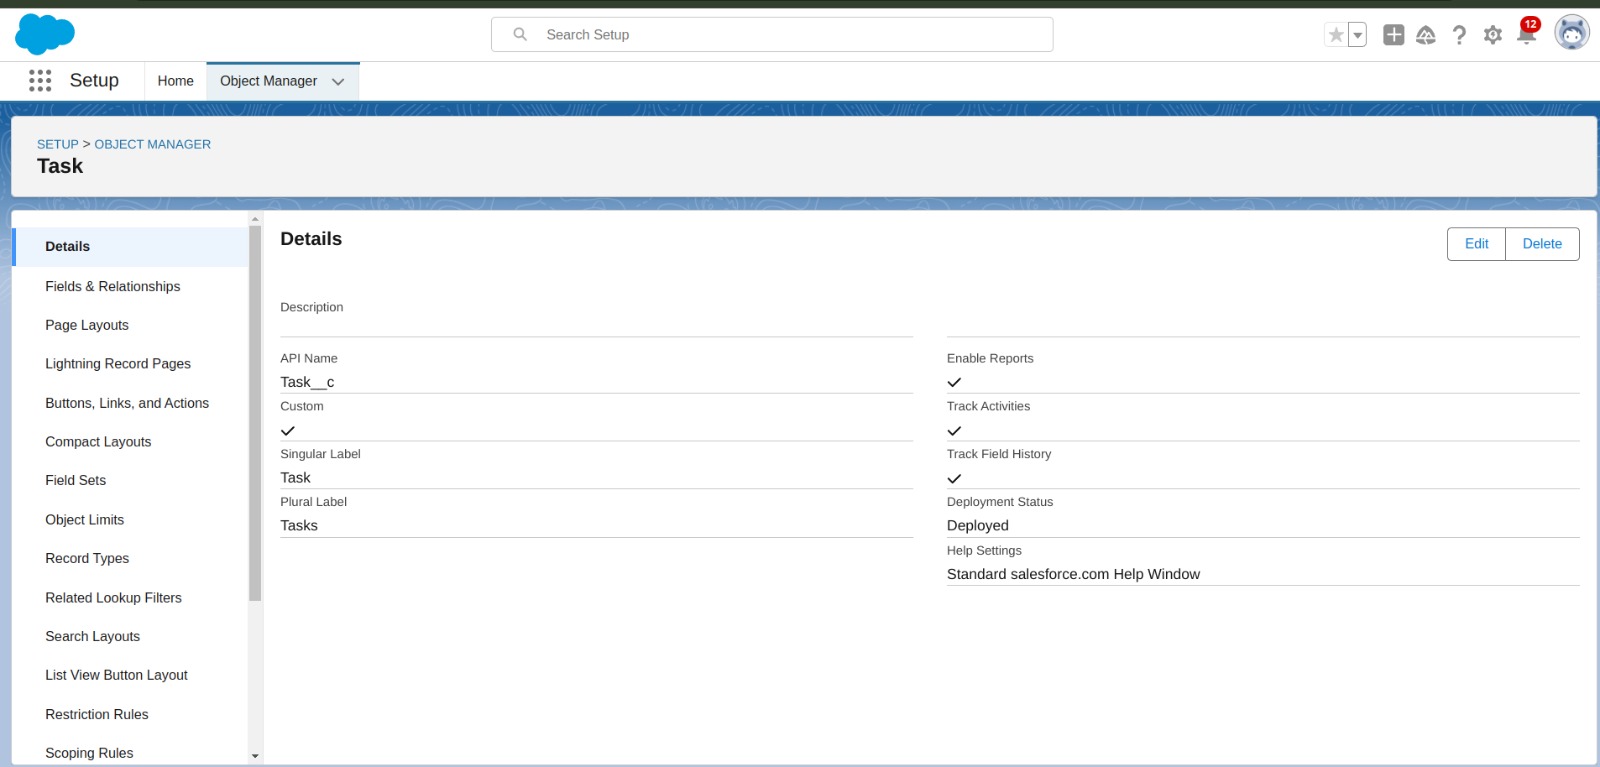 Search Setup
12
Setup
Home
Object Manager
SETUP > OBJECT MANAGER
Task
Details
Fields & Relationships
Page Layouts
Lightning Record Pages
Buttons, Links, and Actions
Compact Layouts
Field Sets
Object Limits
Record Types
Related Lookup Filters
Search Layouts
List View Button Layout
Restriction Rules
Scoping Rules
Details
Edit
Delete
Description
API Name
Task__c
Custom
Singular Label
Task
Plural Label
Tasks
Enable Reports
Track Activities
Track Field History
Deployment Status
Deployed
Help Settings
Standard salesforce.com Help Window